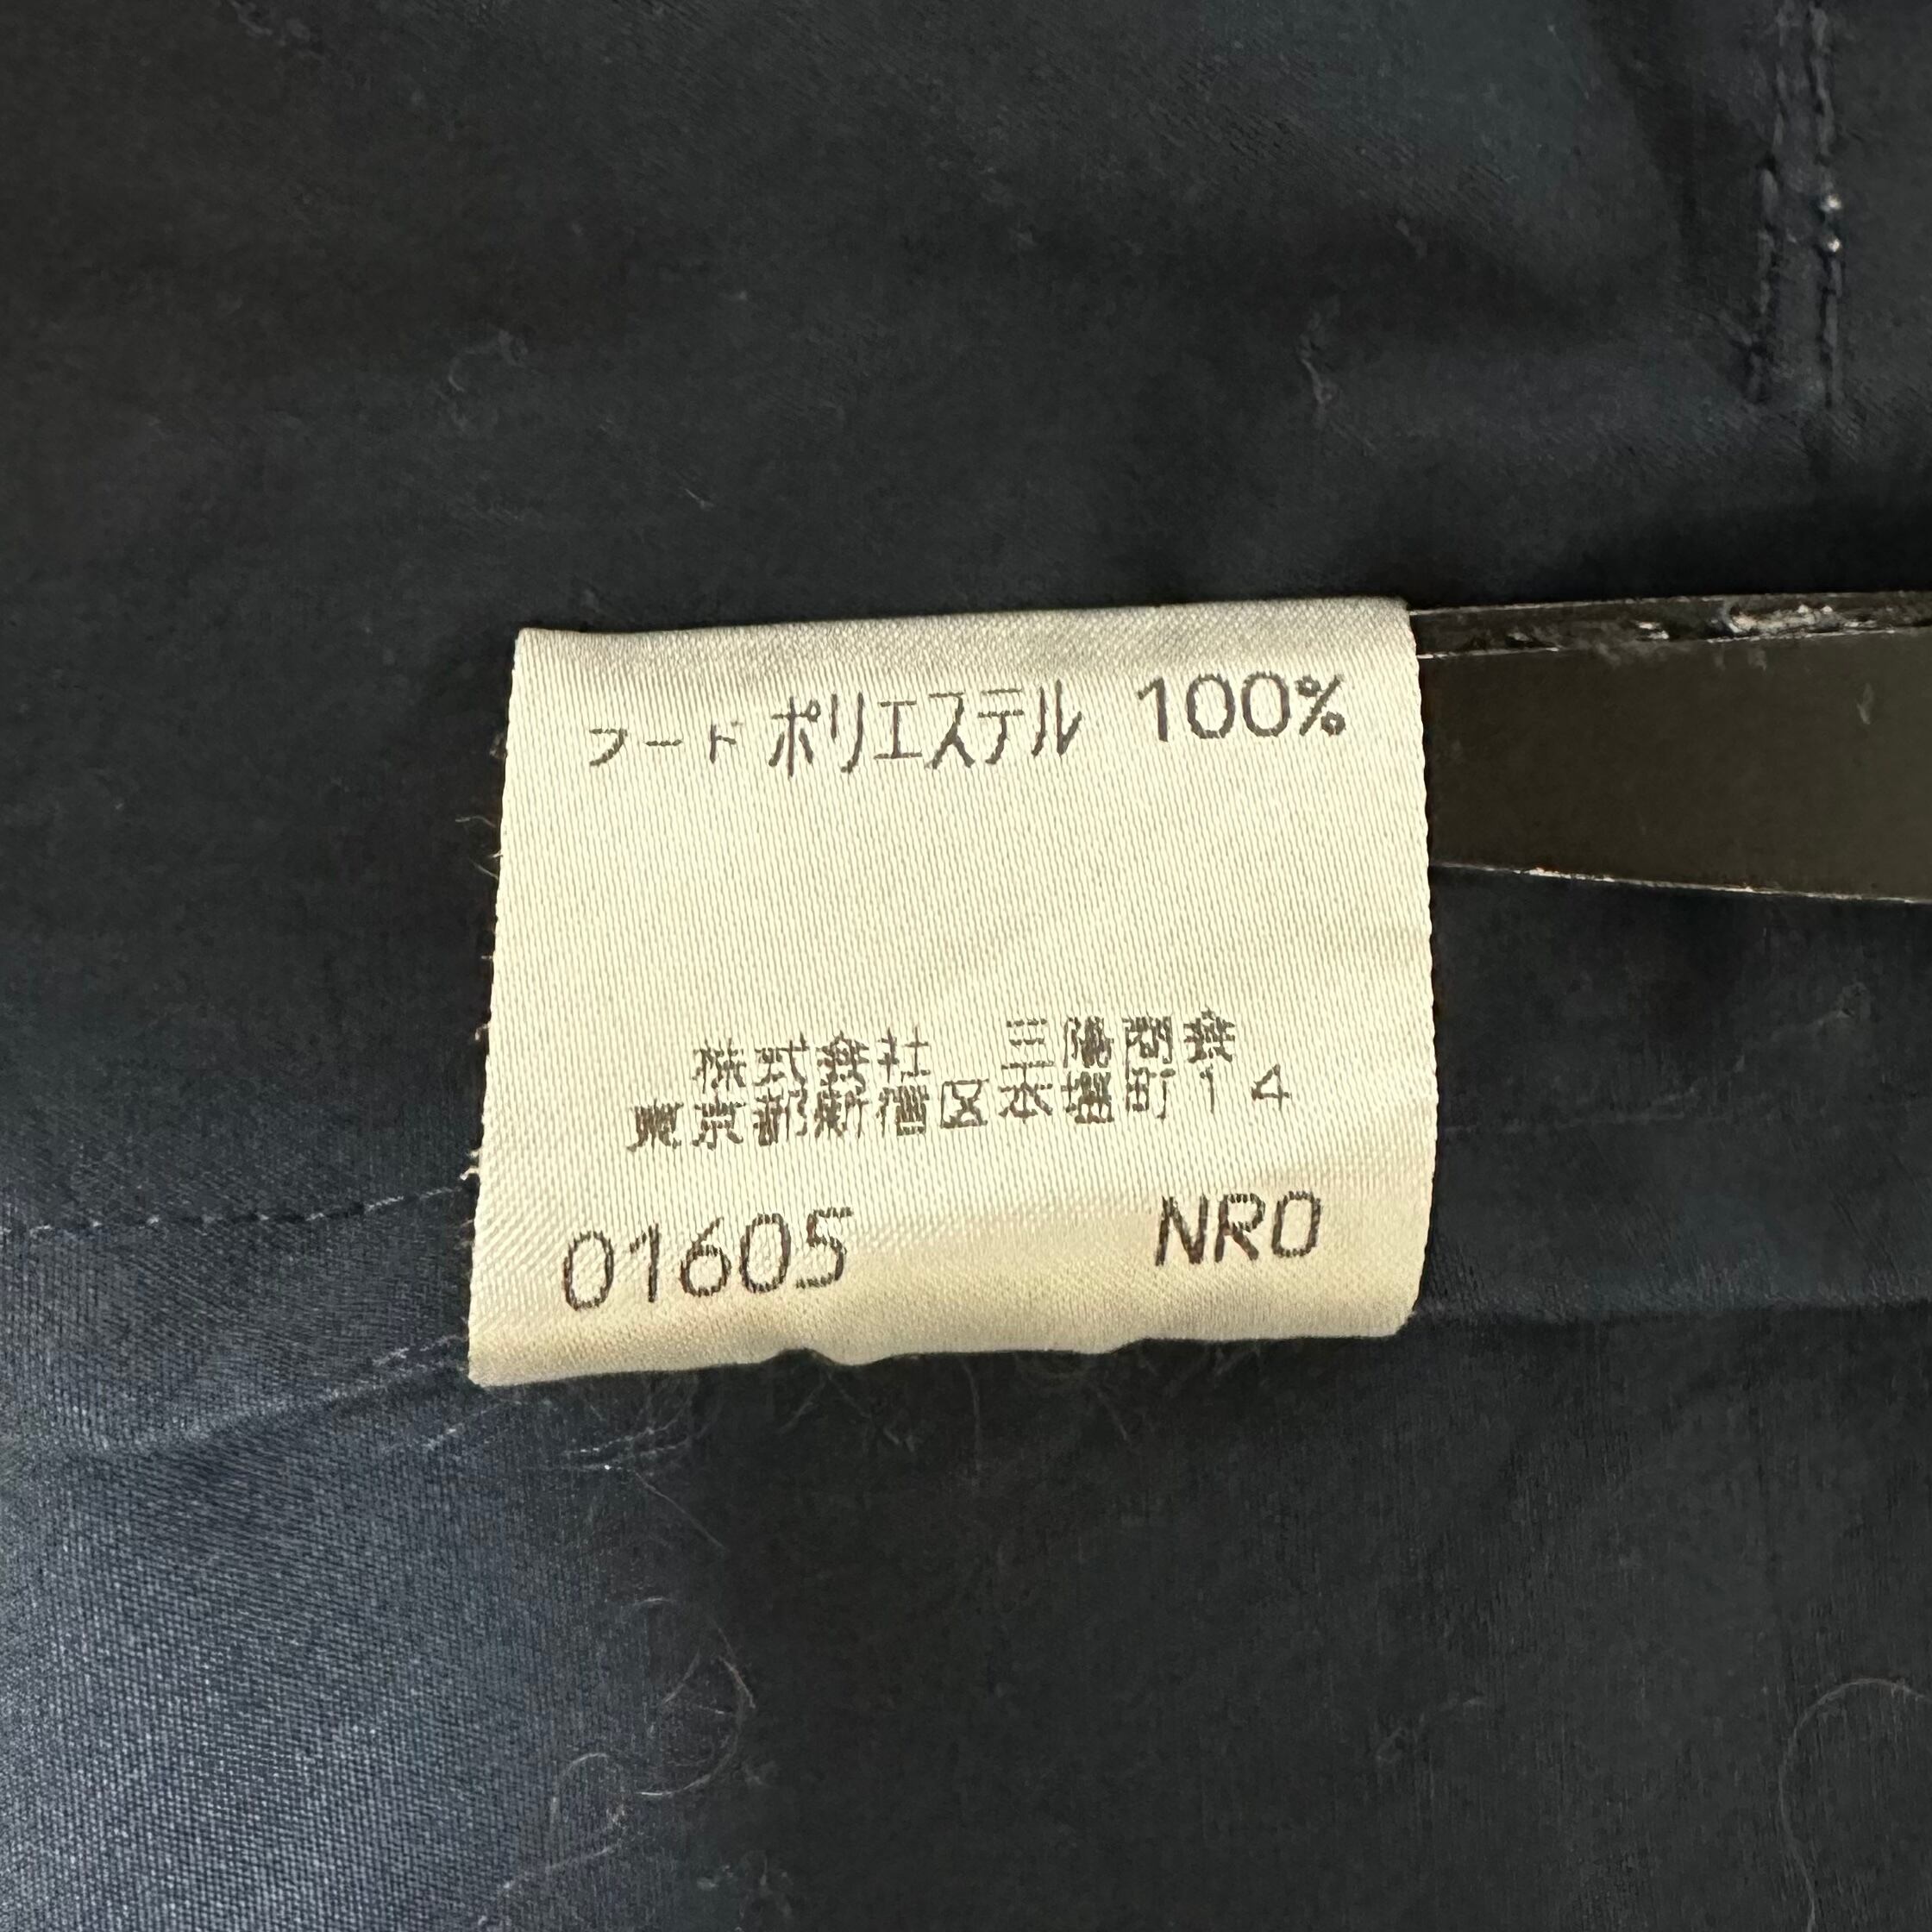 フード ポリエステル 100%
株式会社 三陽商会
東京都新宿区本塩町14
01605 NRO